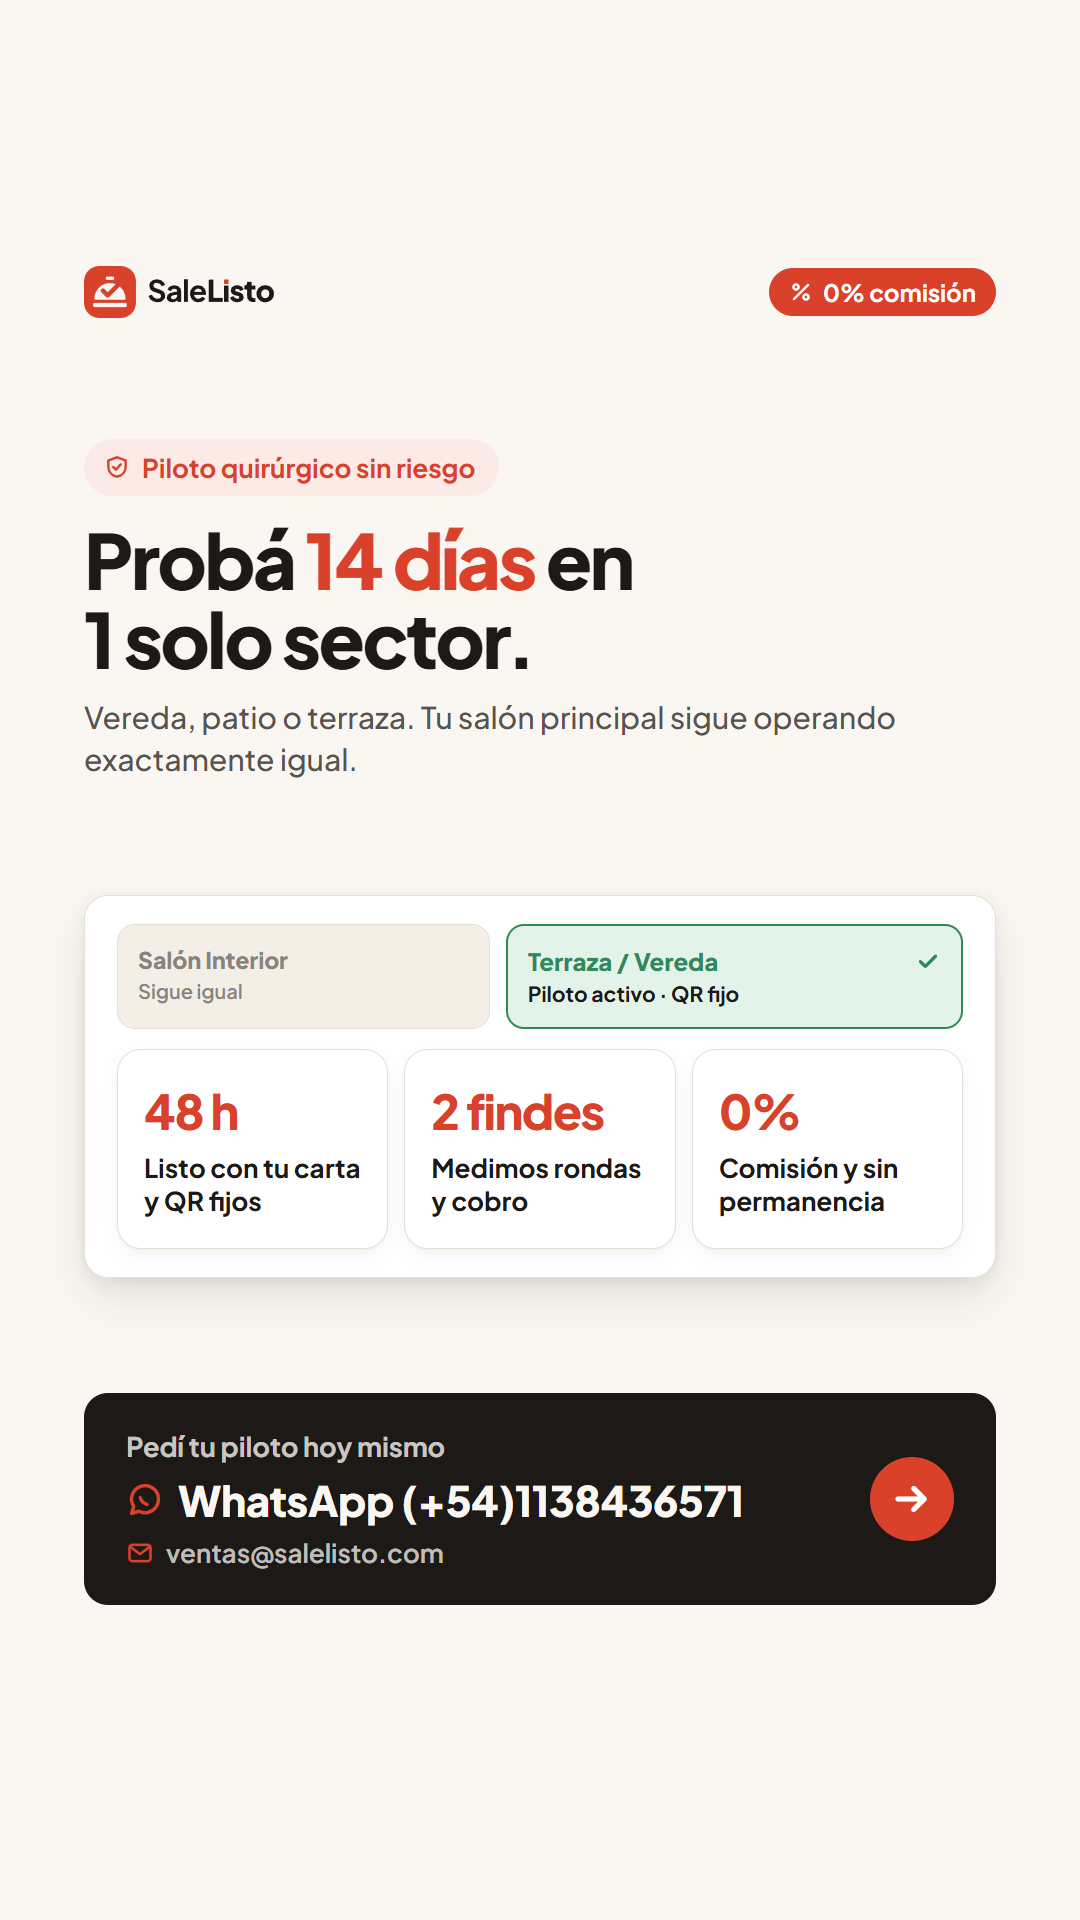 SaleListo
0% comisión
Piloto quirúrgico sin riesgo
Probá 14 días en
1 solo sector.
Vereda, patio o terraza. Tu salón principal sigue operando
exactamente igual.
Salón Interior
Sigue igual
Terraza / Vereda
Piloto activo · QR fijo
48 h
Listo con tu carta
y QR fijos
2 findes
Medimos rondas
y cobro
0%
Comisión y sin
permanencia
Pedí tu piloto hoy mismo
WhatsApp (+54)1138436571
ventas@salelisto.com